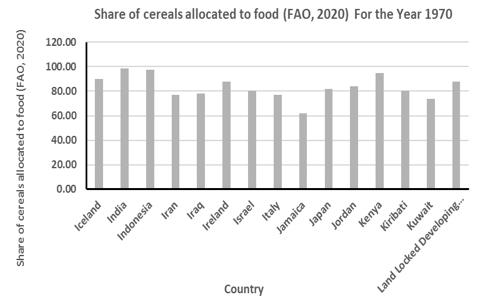 Share of cereals allocated to food (FAO, 2020) For the Year 1970
Share of cereals allocated to food (FAO, 2020)
120.00
100.00
80.00
60.00
40.00
20.00
0.00
Iceland
India
Indonesia
Iran
Iraq
Ireland
Israel
Italy
Jamaica
Japan
Jordan
Kenya
Kiribati
Kuwait
Land Locked Developing...
Country